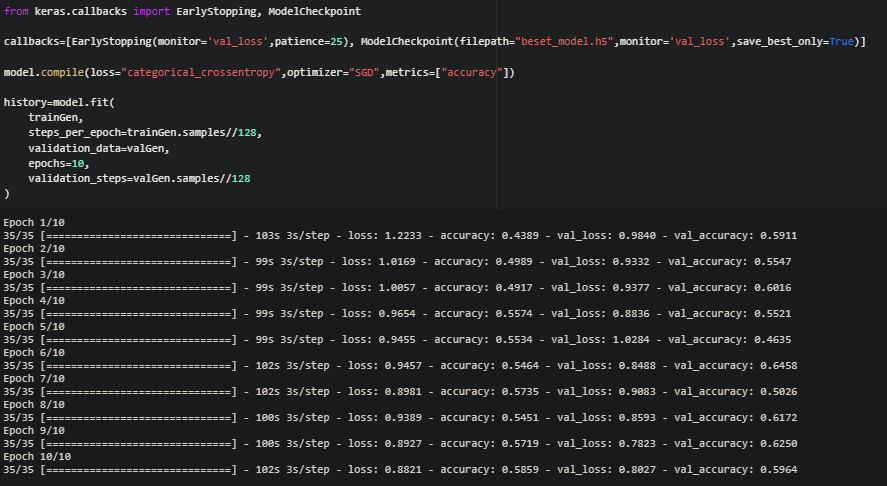 from keras.callbacks import EarlyStopping, ModelCheckpoint
callbacks=[EarlyStopping(monitor='val_loss',patience=25), ModelCheckpoint(filepath="beset_model.h5",monitor='val_loss',save_best_only=True)]
model.compile(loss="categorical_crossentropy",optimizer="SGD",metrics=["accuracy"])
history=model.fit(
    trainGen,
    steps_per_epoch=trainGen.samples//128,
    validation_data=valGen,
    epochs=10,
    validation_steps=valGen.samples//128
)
Epoch 1/10
35/35 [==============================] - 103s 3s/step - loss: 1.2233 - accuracy: 0.4389 - val_loss: 0.9840 - val_accuracy: 0.5911
Epoch 2/10
35/35 [==============================] - 99s 3s/step - loss: 1.0169 - accuracy: 0.4989 - val_loss: 0.9332 - val_accuracy: 0.5547
Epoch 3/10
35/35 [==============================] - 99s 3s/step - loss: 1.0057 - accuracy: 0.4917 - val_loss: 0.9377 - val_accuracy: 0.6016
Epoch 4/10
35/35 [==============================] - 99s 3s/step - loss: 0.9654 - accuracy: 0.5574 - val_loss: 0.8836 - val_accuracy: 0.5521
Epoch 5/10
35/35 [==============================] - 99s 3s/step - loss: 0.9455 - accuracy: 0.5534 - val_loss: 1.0284 - val_accuracy: 0.4635
Epoch 6/10
35/35 [==============================] - 102s 3s/step - loss: 0.9457 - accuracy: 0.5464 - val_loss: 0.8488 - val_accuracy: 0.6458
Epoch 7/10
35/35 [==============================] - 102s 3s/step - loss: 0.8981 - accuracy: 0.5735 - val_loss: 0.9083 - val_accuracy: 0.5026
Epoch 8/10
35/35 [==============================] - 100s 3s/step - loss: 0.9389 - accuracy: 0.5451 - val_loss: 0.8593 - val_accuracy: 0.6172
Epoch 9/10
35/35 [==============================] - 100s 3s/step - loss: 0.8927 - accuracy: 0.5719 - val_loss: 0.7823 - val_accuracy: 0.6250
Epoch 10/10
35/35 [==============================] - 102s 3s/step - loss: 0.8821 - accuracy: 0.5859 - val_loss: 0.8027 - val_accuracy: 0.5964